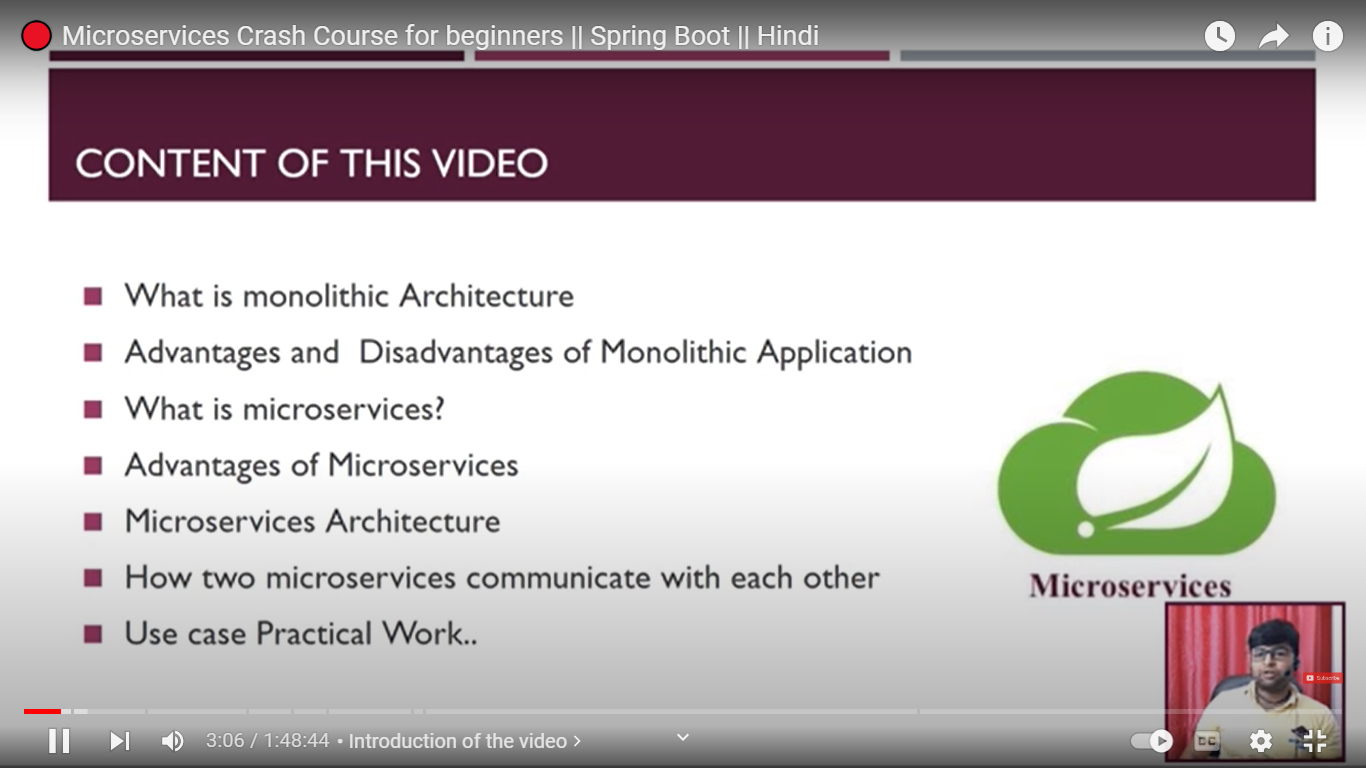 Microservices Crash Course for beginners || Spring Boot || Hindi
CONTENT OF THIS VIDEO
What is monolithic Architecture
Advantages and Disadvantages of Monolithic Application
What is microservices?
Advantages of Microservices
Microservices Architecture
How two microservices communicate with each other
Use case Practical Work..
Microservices
Subscribe
3:06 / 1:48:44 • Introduction of the video
CC